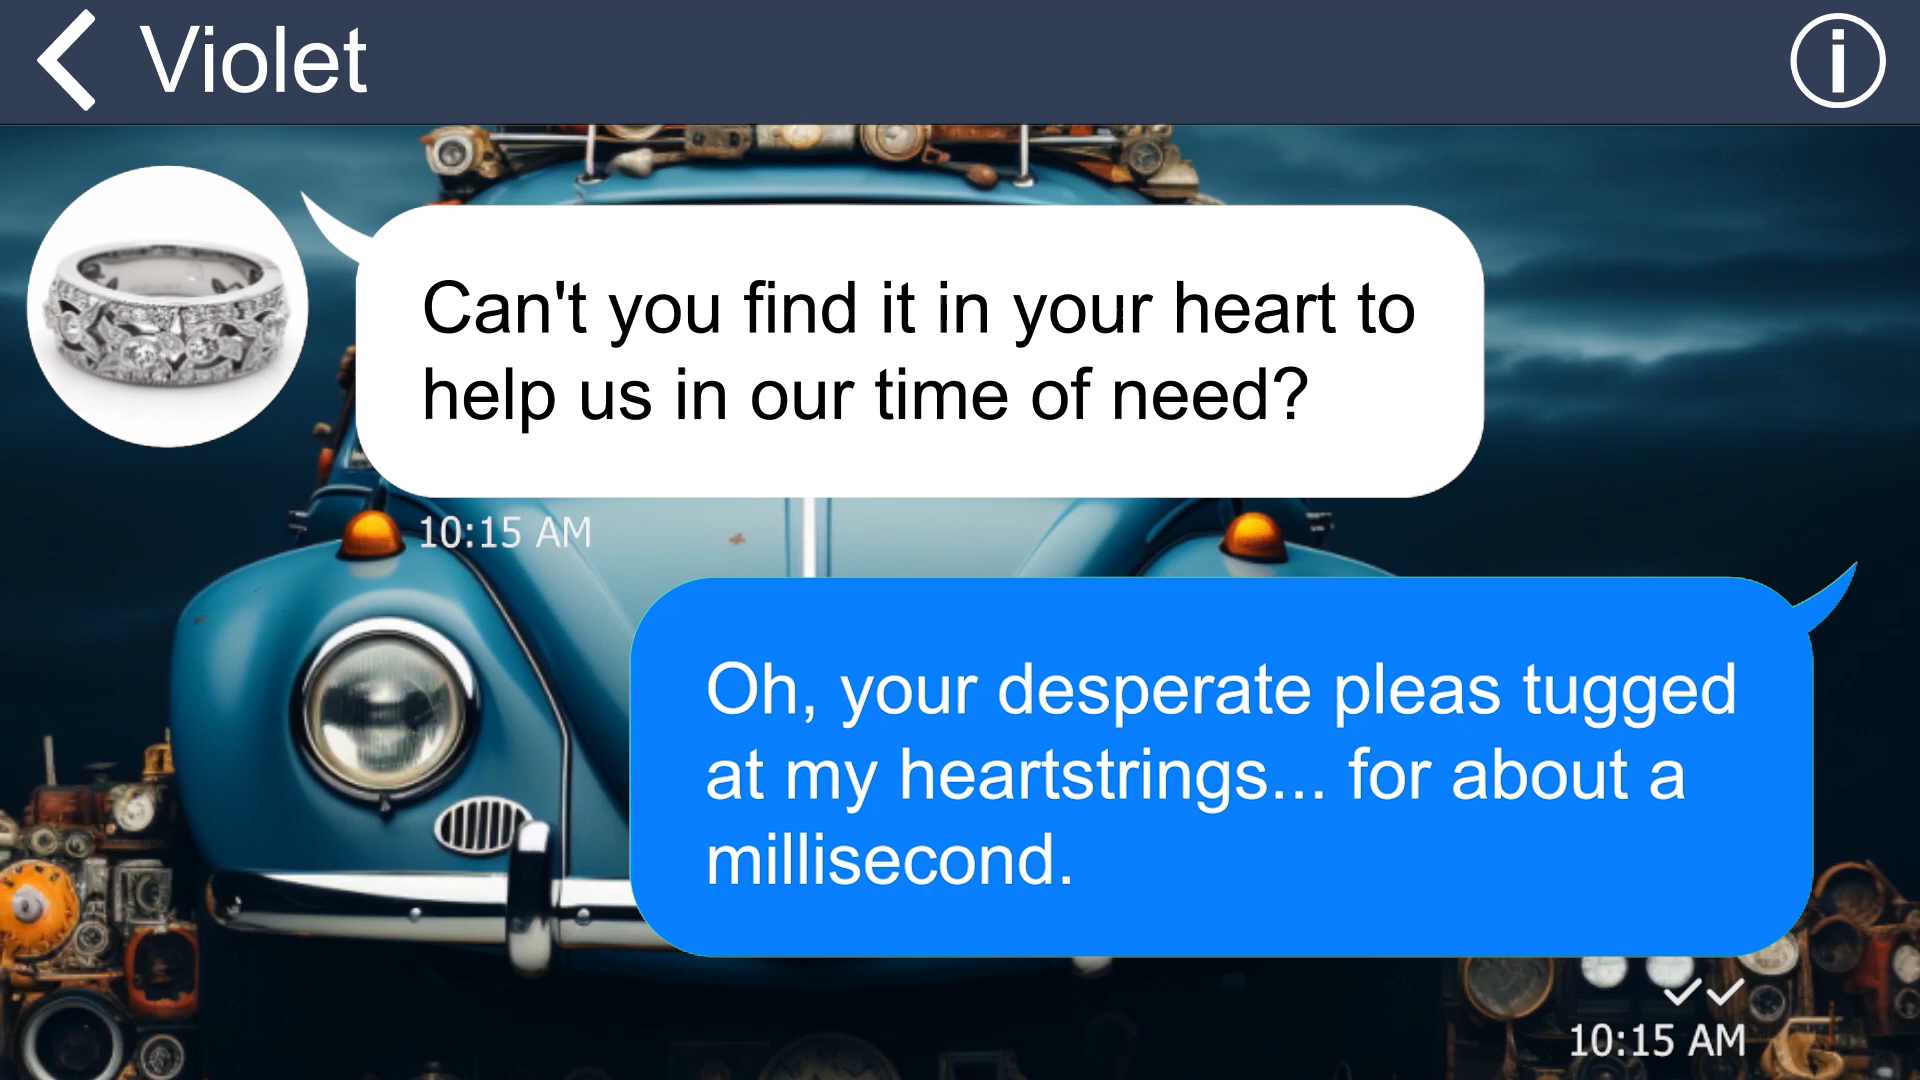 Violet
Can't you find it in your heart to
help us in our time of need?
10:15 AM
Oh, your desperate pleas tugged
at my heartstrings... for about a
millisecond.
10:15 AM